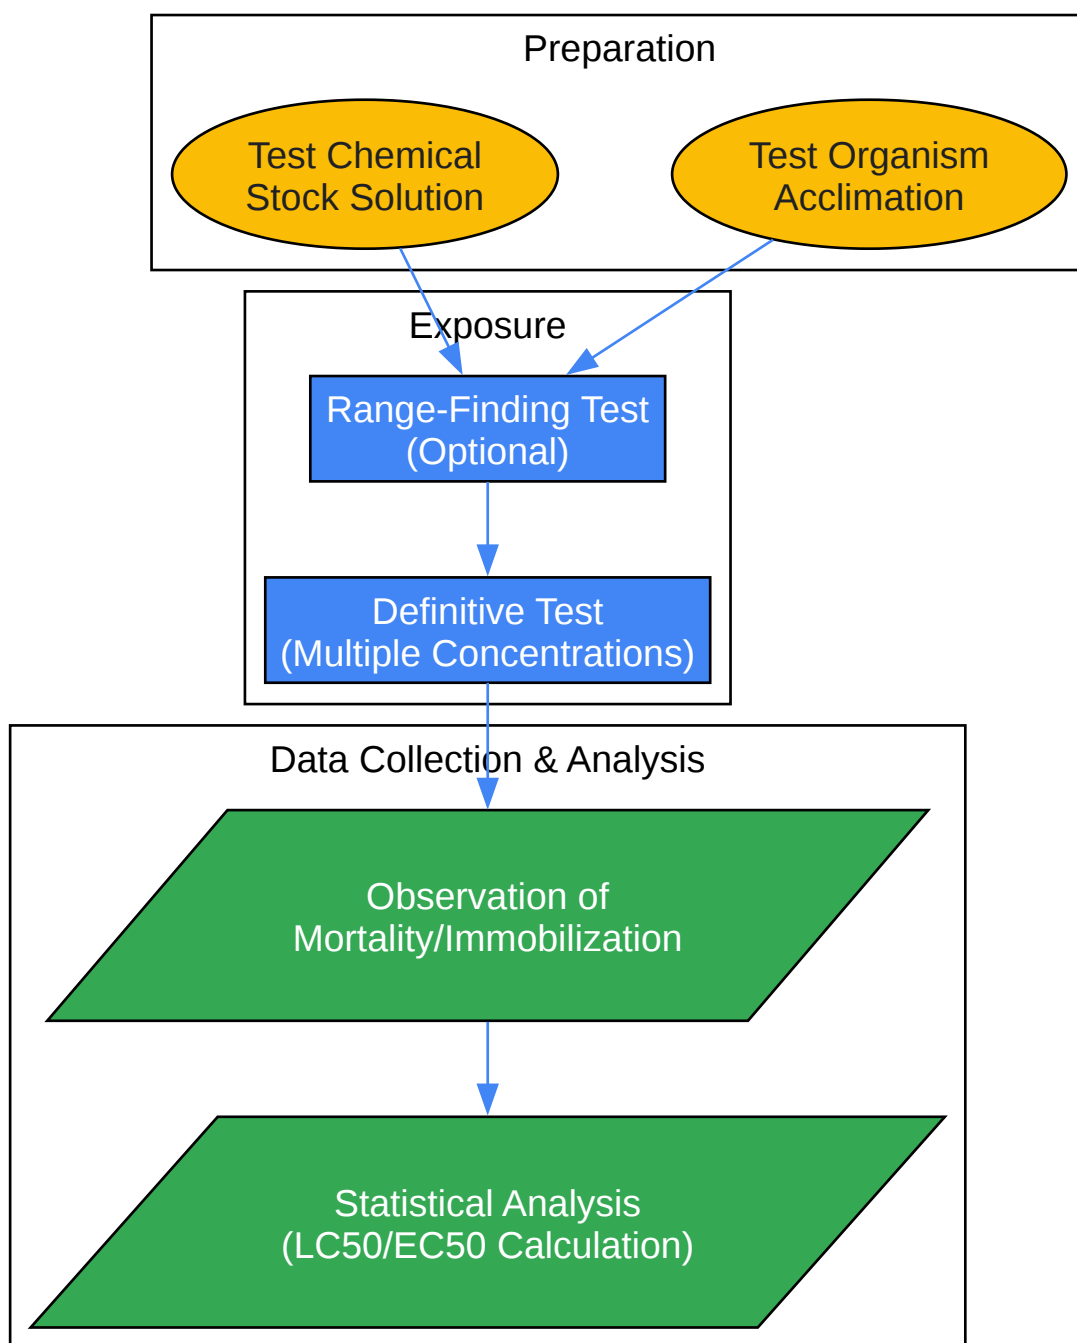 Preparation
Test Chemical
Stock Solution
Test Organism
Acclimation
Exposure
Range-Finding Test
(Optional)
Definitive Test
(Multiple Concentrations)
Data Collection & Analysis
Observation of
Mortality/Immobilization
Statistical Analysis
(LC50/EC50 Calculation)